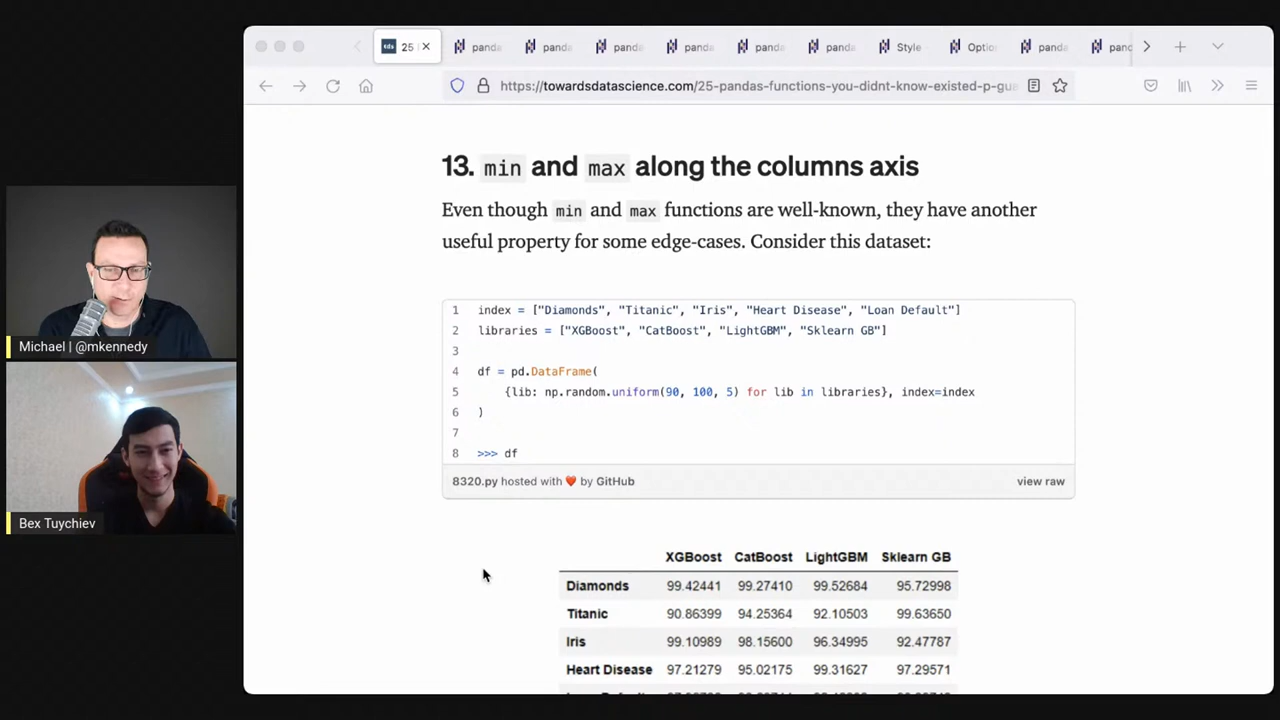 25
panda
panda
panda
panda
panda
panda
Style
Optio
panda
pand
https://towardsdatascience.com/25-pandas-functions-you-didnt-know-existed-p-gua
13. min and max along the columns axis
Even though min and max functions are well-known, they have another
useful property for some edge-cases. Consider this dataset:
1 index = ["Diamonds", "Titanic", "Iris", "Heart Disease", "Loan Default"]
2 libraries = ["XGBoost", "CatBoost", "LightGBM", "Sklearn GB"]
3
4 df = pd.DataFrame(
5 {lib: np.random.uniform(90, 100, 5) for lib in libraries}, index=index
6 )
7
8 >>> df
8320.py hosted with ❤ by GitHub view raw
XGBoost CatBoost LightGBM Sklearn GB
Diamonds 99.42441 99.27410 99.52684 95.72998
Titanic 90.86399 94.25364 92.10503 99.63650
Iris 99.10989 98.15600 96.34995 92.47787
Heart Disease 97.21279 95.02175 99.31627 97.29571
Michael | @mkennedy
Bex Tuychiev